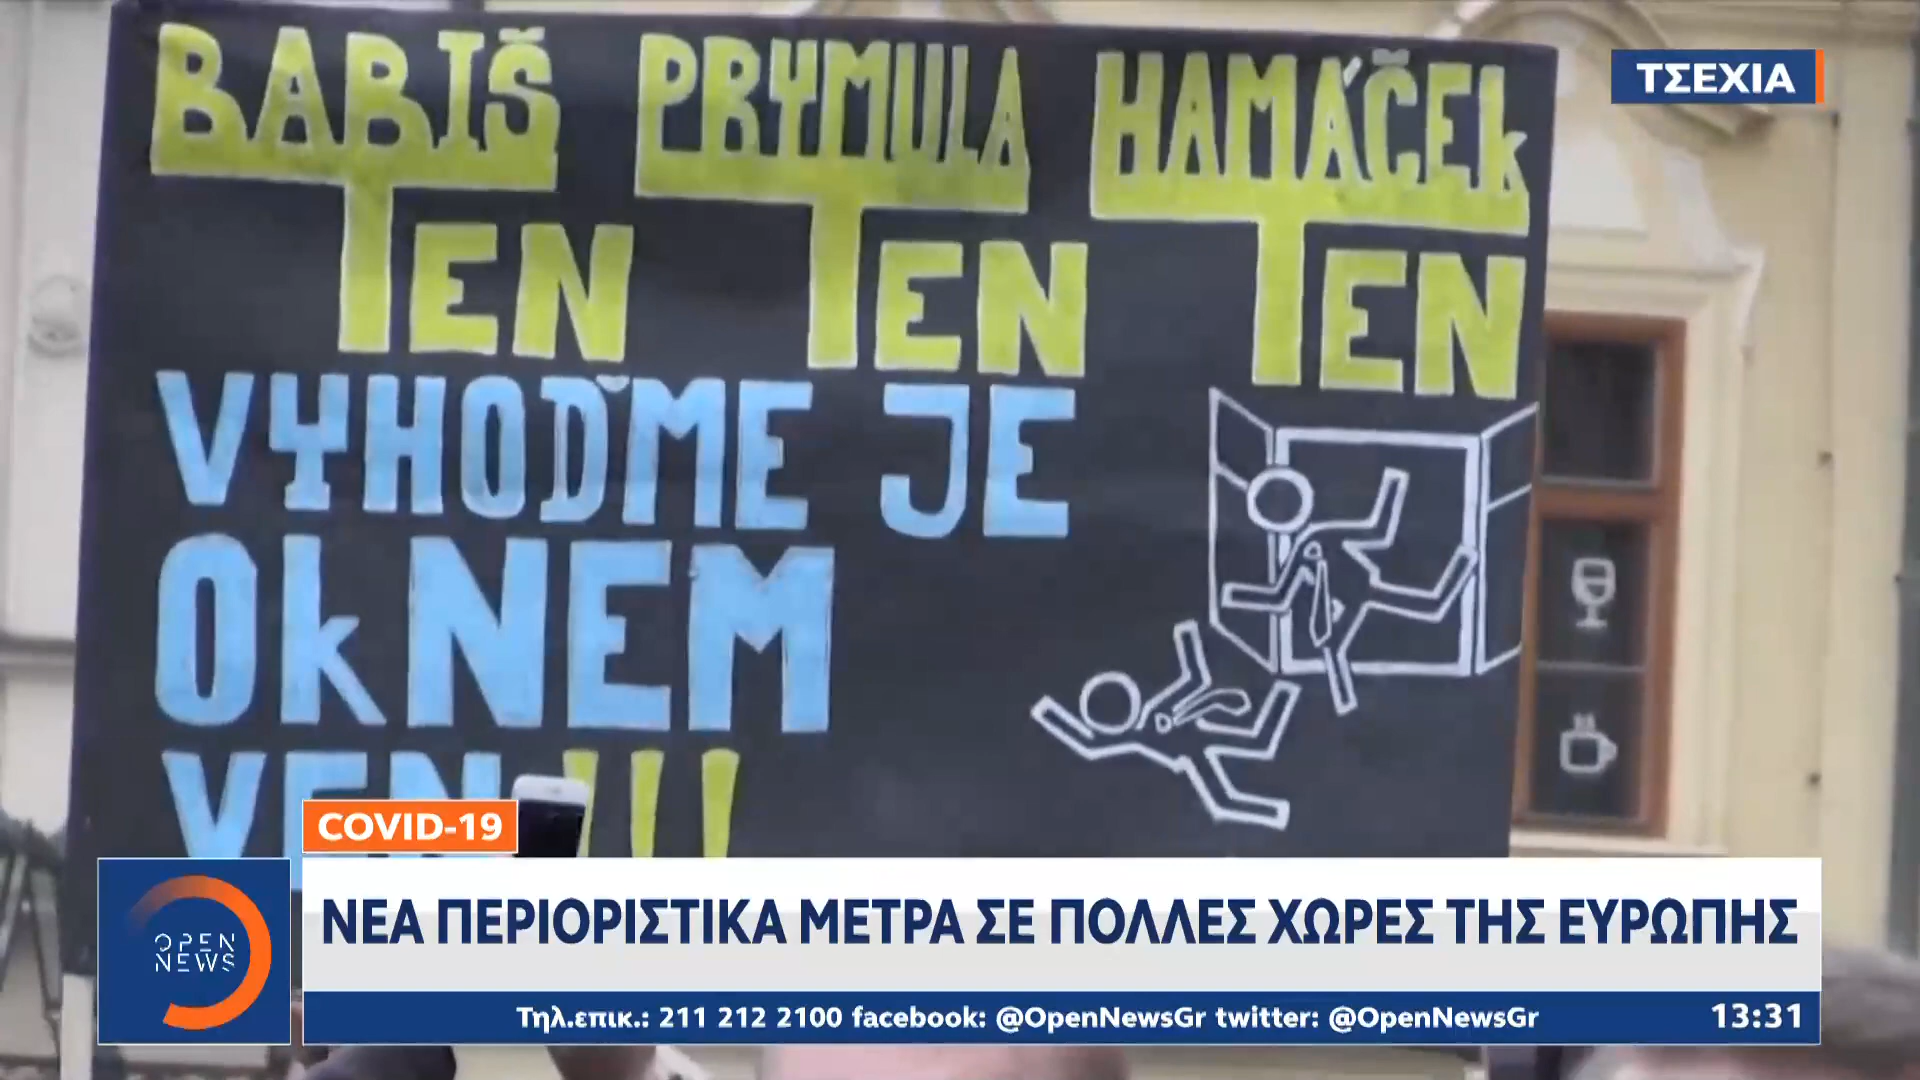 ΤΣΕΧΙΑ
BABIŠ PRYMULA HAMÁČEk
TEN TEN TEN
VYHOĎME JE
OkNEM
VEN!!!
COVID-19
ΝΕΑ ΠΕΡΙΟΡΙΣΤΙΚΑ ΜΕΤΡΑ ΣΕ ΠΟΛΛΕΣ ΧΩΡΕΣ ΤΗΣ ΕΥΡΩΠΗΣ
OPEN
NEWS
Τηλ.επικ.: 211 212 2100 facebook: @OpenNewsGr twitter: @OpenNewsGr 13:31